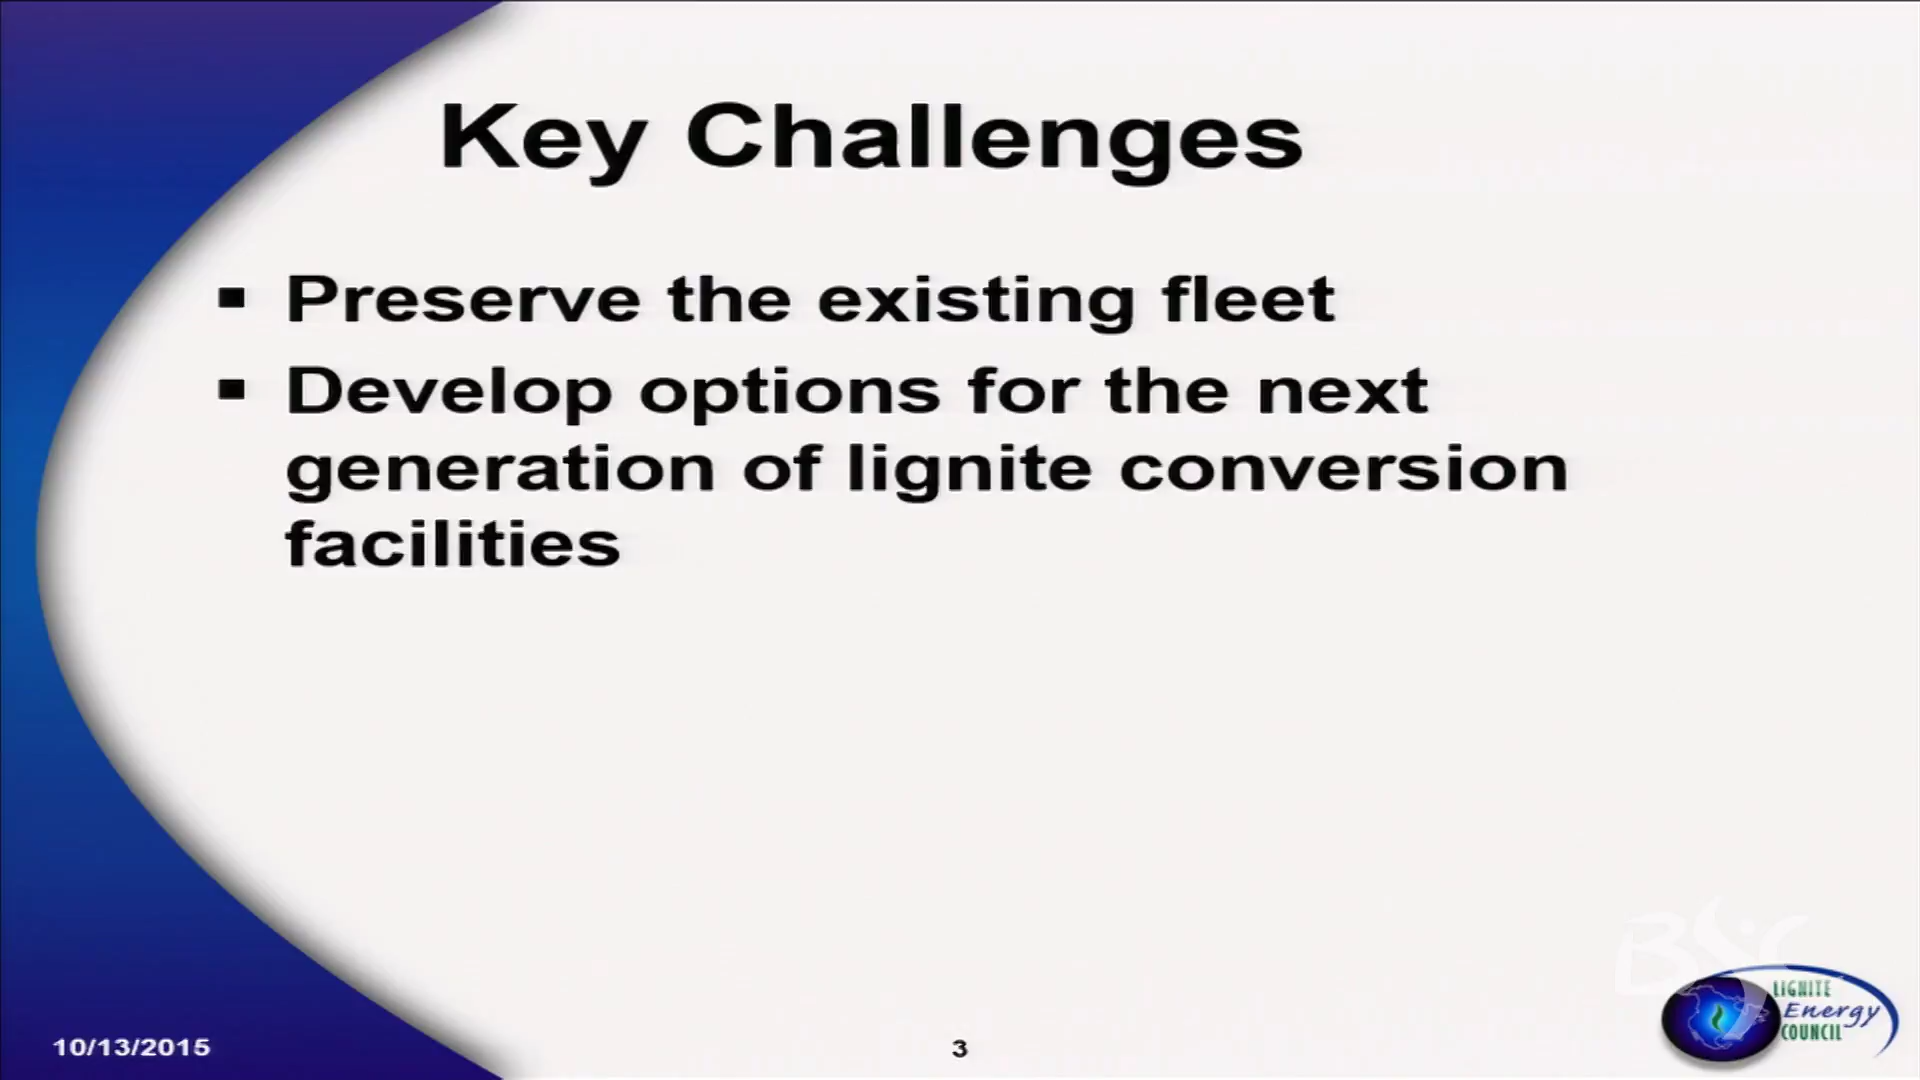 Key Challenges
▪ Preserve the existing fleet
▪ Develop options for the next
generation of lignite conversion
facilities
BSC
LIGNITE
Energy
COUNCIL
10/13/2015
3